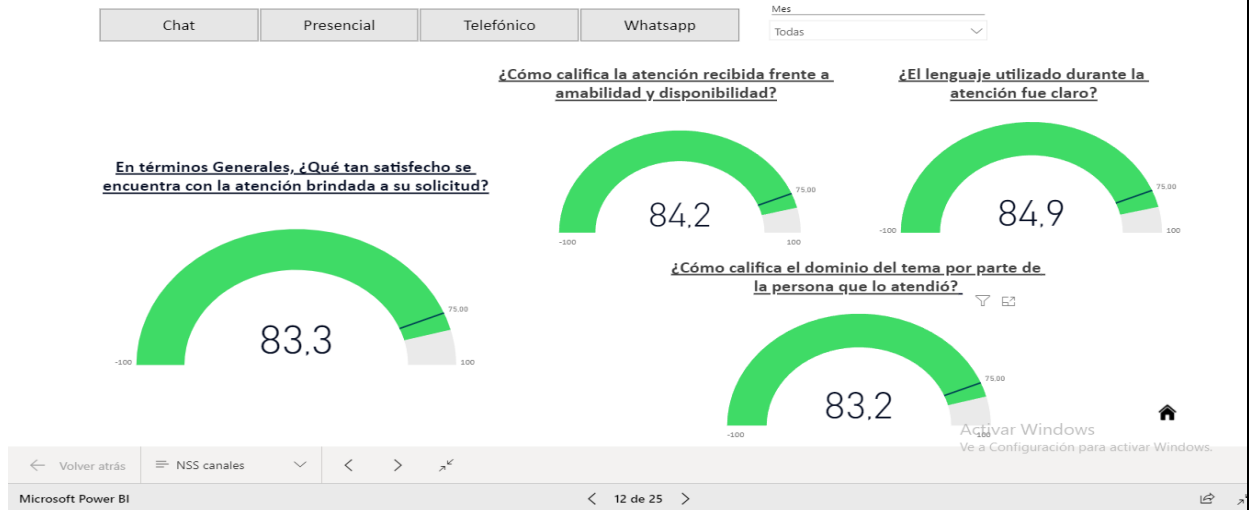 Chat
Presencial
Telefónico
Whatsapp
Mes
Todas
¿Cómo califica la atención recibida frente a
amabilidad y disponibilidad?
75,00
84,2
-100
100
¿El lenguaje utilizado durante la
atención fue claro?
75,00
84,9
-100
100
En términos Generales, ¿Qué tan satisfecho se
encuentra con la atención brindada a su solicitud?
75,00
83,3
-100
100
¿Cómo califica el dominio del tema por parte de
la persona que lo atendió?
75,00
83,2
-100
100
Activar Windows
Ve a Configuración para activar Windows.
Volver atrás
NSS canales
Microsoft Power BI
12 de 25